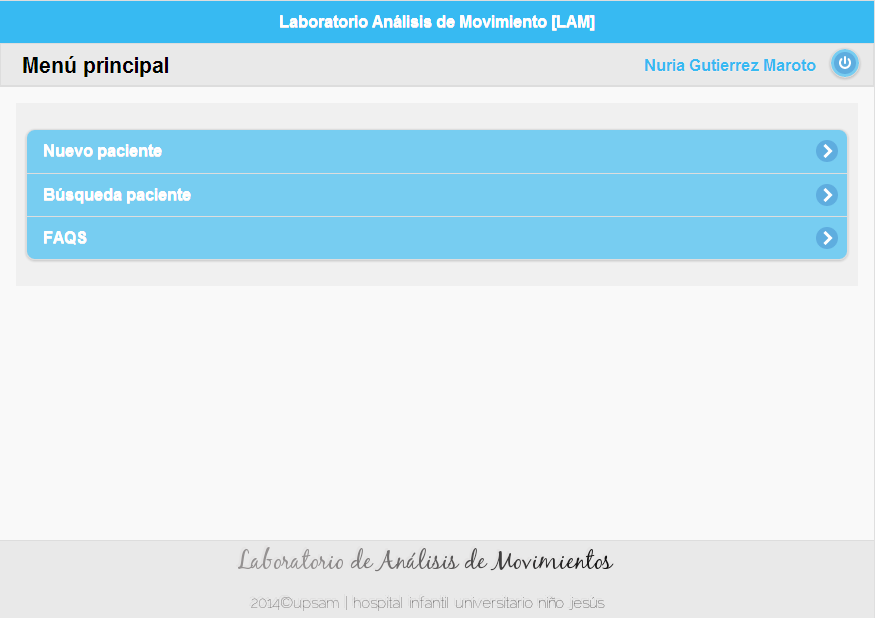 Laboratorio Análisis de Movimiento [LAM]
Menú principal
Nuria Gutierrez Maroto
Nuevo paciente
Búsqueda paciente
FAQS
Laboratorio de Análisis de Movimientos
2014©upsam | hospital infantil universitario niño jesús